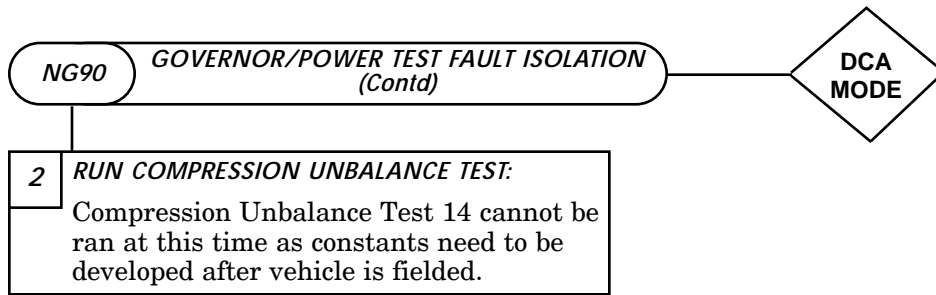 NG90
GOVERNOR/POWER TEST FAULT ISOLATION
(Contd)
DCA
MODE
2
RUN COMPRESSION UNBALANCE TEST:
Compression Unbalance Test 14 cannot be
ran at this time as constants need to be
developed after vehicle is fielded.